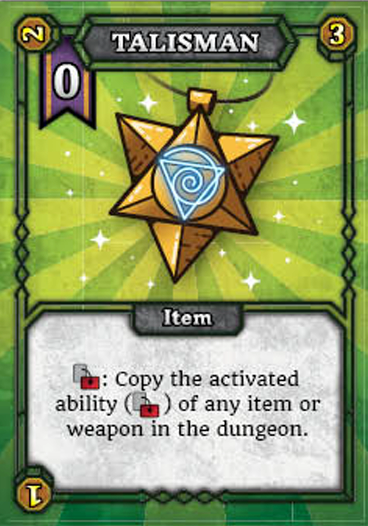 2
TALISMAN
3
0
Item
: Copy the activated
ability ( ) of any item or
weapon in the dungeon.
1